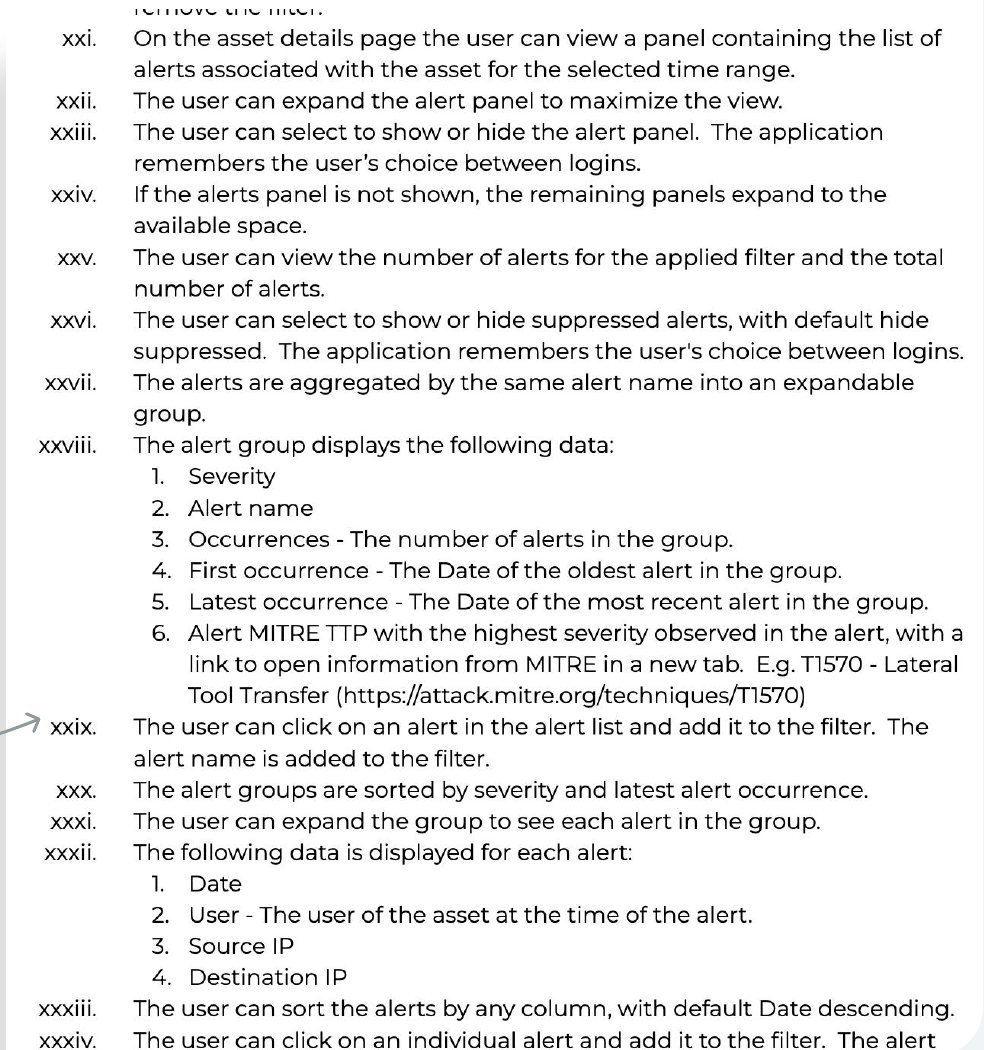 remove the filter.
xxi. On the asset details page the user can view a panel containing the list of
alerts associated with the asset for the selected time range.
xxii. The user can expand the alert panel to maximize the view.
xxiii. The user can select to show or hide the alert panel.  The application
remembers the user’s choice between logins.
xxiv. If the alerts panel is not shown, the remaining panels expand to the
available space.
xxv. The user can view the number of alerts for the applied filter and the total
number of alerts.
xxvi. The user can select to show or hide suppressed alerts, with default hide
suppressed.  The application remembers the user's choice between logins.
xxvii. The alerts are aggregated by the same alert name into an expandable
group.
xxviii. The alert group displays the following data:
1. Severity
2. Alert name
3. Occurrences - The number of alerts in the group.
4. First occurrence - The Date of the oldest alert in the group.
5. Latest occurrence - The Date of the most recent alert in the group.
6. Alert MITRE TTP with the highest severity observed in the alert, with a
link to open information from MITRE in a new tab.  E.g. T1570 - Lateral
Tool Transfer (https://attack.mitre.org/techniques/T1570)
xxix. The user can click on an alert in the alert list and add it to the filter.  The
alert name is added to the filter.
xxx. The alert groups are sorted by severity and latest alert occurrence.
xxxi. The user can expand the group to see each alert in the group.
xxxii. The following data is displayed for each alert:
1. Date
2. User - The user of the asset at the time of the alert.
3. Source IP
4. Destination IP
xxxiii. The user can sort the alerts by any column, with default Date descending.
xxxiv. The user can click on an individual alert and add it to the filter.  The alert